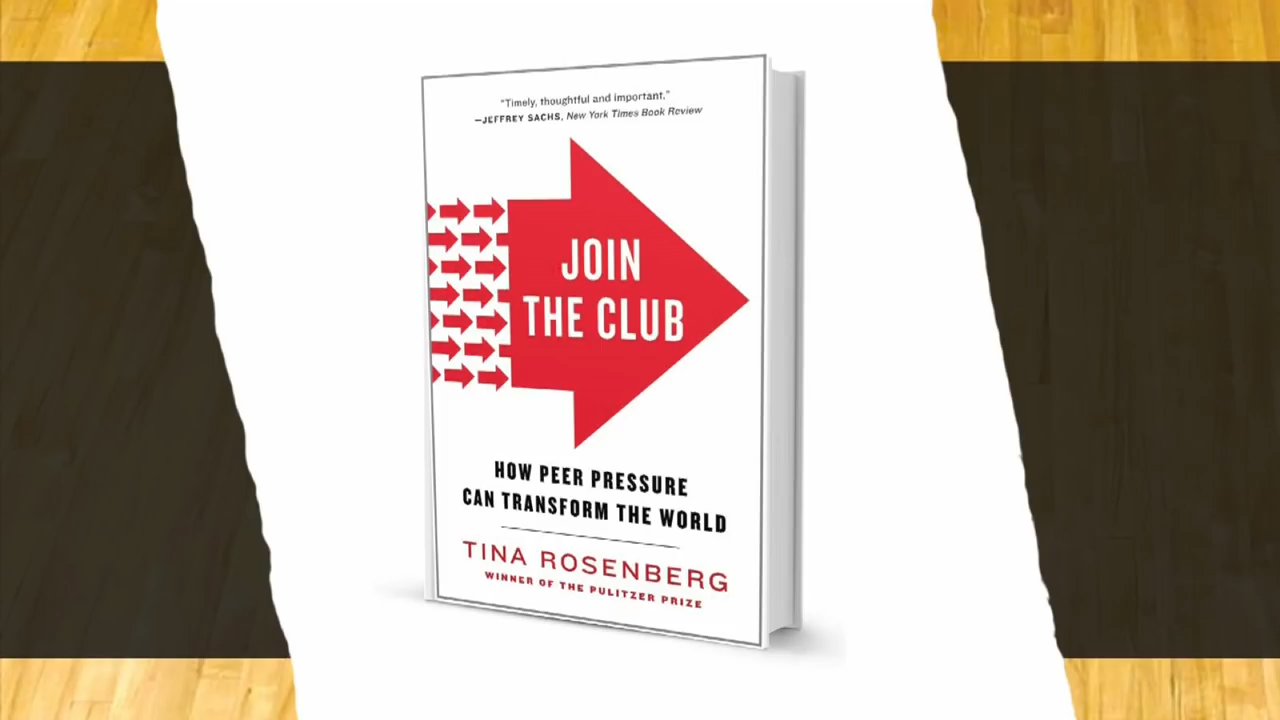 “Timely, thoughtful and important.”
—JEFFREY SACHS, New York Times Book Review
JOIN
THE CLUB
HOW PEER PRESSURE
CAN TRANSFORM THE WORLD
TINA ROSENBERG
WINNER OF THE PULITZER PRIZE